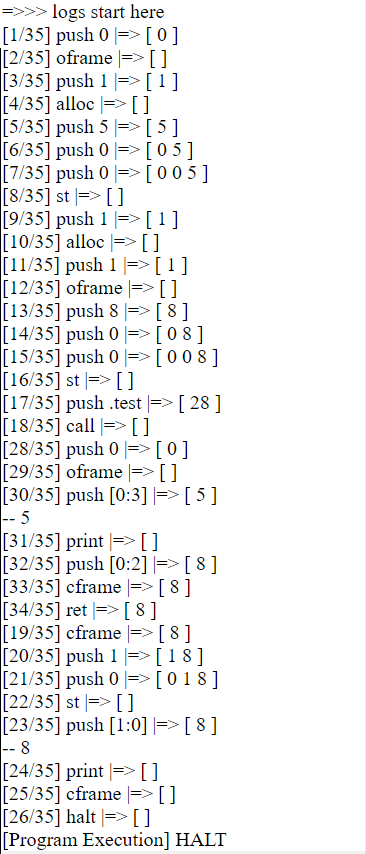 =>>> logs start here
[1/35] push 0 |=> [ 0 ]
[2/35] oframe |=> [ ]
[3/35] push 1 |=> [ 1 ]
[4/35] alloc |=> [ ]
[5/35] push 5 |=> [ 5 ]
[6/35] push 0 |=> [ 0 5 ]
[7/35] push 0 |=> [ 0 0 5 ]
[8/35] st |=> [ ]
[9/35] push 1 |=> [ 1 ]
[10/35] alloc |=> [ ]
[11/35] push 1 |=> [ 1 ]
[12/35] oframe |=> [ ]
[13/35] push 8 |=> [ 8 ]
[14/35] push 0 |=> [ 0 8 ]
[15/35] push 0 |=> [ 0 0 8 ]
[16/35] st |=> [ ]
[17/35] push .test |=> [ 28 ]
[18/35] call |=> [ ]
[28/35] push 0 |=> [ 0 ]
[29/35] oframe |=> [ ]
[30/35] push [0:3] |=> [ 5 ]
-- 5
[31/35] print |=> [ ]
[32/35] push [0:2] |=> [ 8 ]
[33/35] cframe |=> [ 8 ]
[34/35] ret |=> [ 8 ]
[19/35] cframe |=> [ 8 ]
[20/35] push 1 |=> [ 1 8 ]
[21/35] push 0 |=> [ 0 1 8 ]
[22/35] st |=> [ ]
[23/35] push [1:0] |=> [ 8 ]
-- 8
[24/35] print |=> [ ]
[25/35] cframe |=> [ ]
[26/35] halt |=> [ ]
[Program Execution] HALT